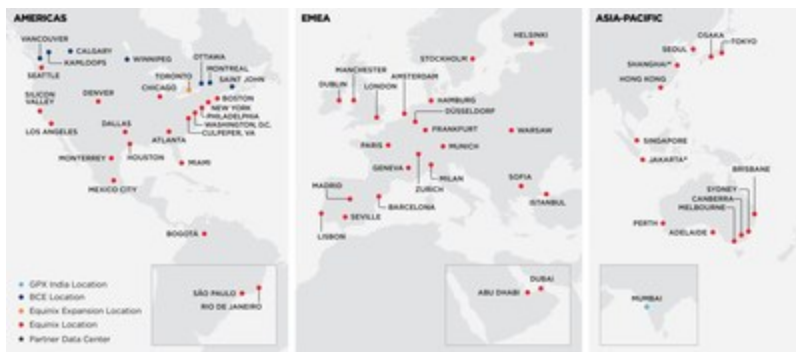 AMERICAS
VANCOUVER
CALGARY
KAMLOOPS
WINNIPEG
OTTAWA
MONTREAL
TORONTO
SAINT JOHN
SEATTLE
CHICAGO
SILICON
VALLEY
DENVER
BOSTON
NEW YORK
PHILADELPHIA
WASHINGTON, D.C.
CULPEPER, VA
LOS ANGELES
DALLAS
ATLANTA
MONTERREY
HOUSTON
MIAMI
MEXICO CITY
BOGOTÁ
SÃO PAULO
RIO DE JANEIRO
GPX India Location
BCE Location
Equinix Expansion Location
Equinix Location
* Partner Data Center
EMEA
HELSINKI
STOCKHOLM
MANCHESTER
AMSTERDAM
DUBLIN
LONDON
HAMBURG
DÜSSELDORF
FRANKFURT
WARSAW
PARIS
MUNICH
GENEVA
MILAN
ZURICH
SOFIA
MADRID
ISTANBUL
BARCELONA
SEVILLE
LISBON
DUBAI
ABU DHABI
ASIA-PACIFIC
OSAKA
TOKYO
SEOUL
SHANGHAI*
HONG KONG
SINGAPORE
JAKARTA*
BRISBANE
SYDNEY
CANBERRA
MELBOURNE
PERTH
ADELAIDE
MUMBAI